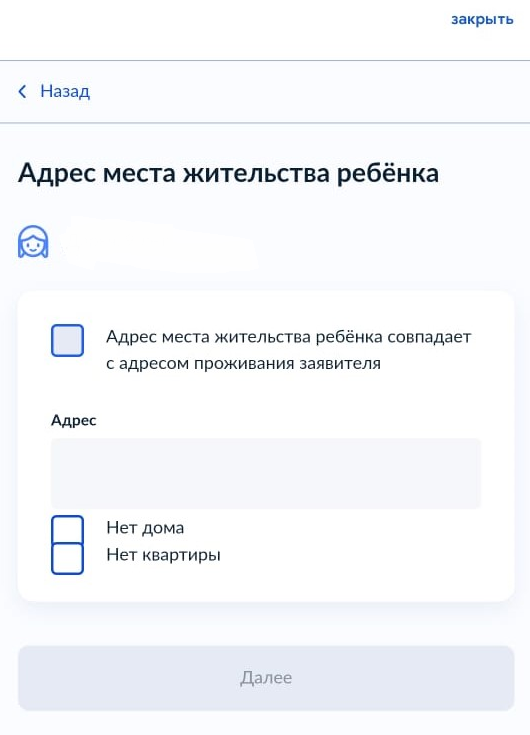 закрыть
Назад
Адрес места жительства ребёнка
Адрес места жительства ребёнка совпадает
с адресом проживания заявителя
Адрес
Нет дома
Нет квартиры
Далее